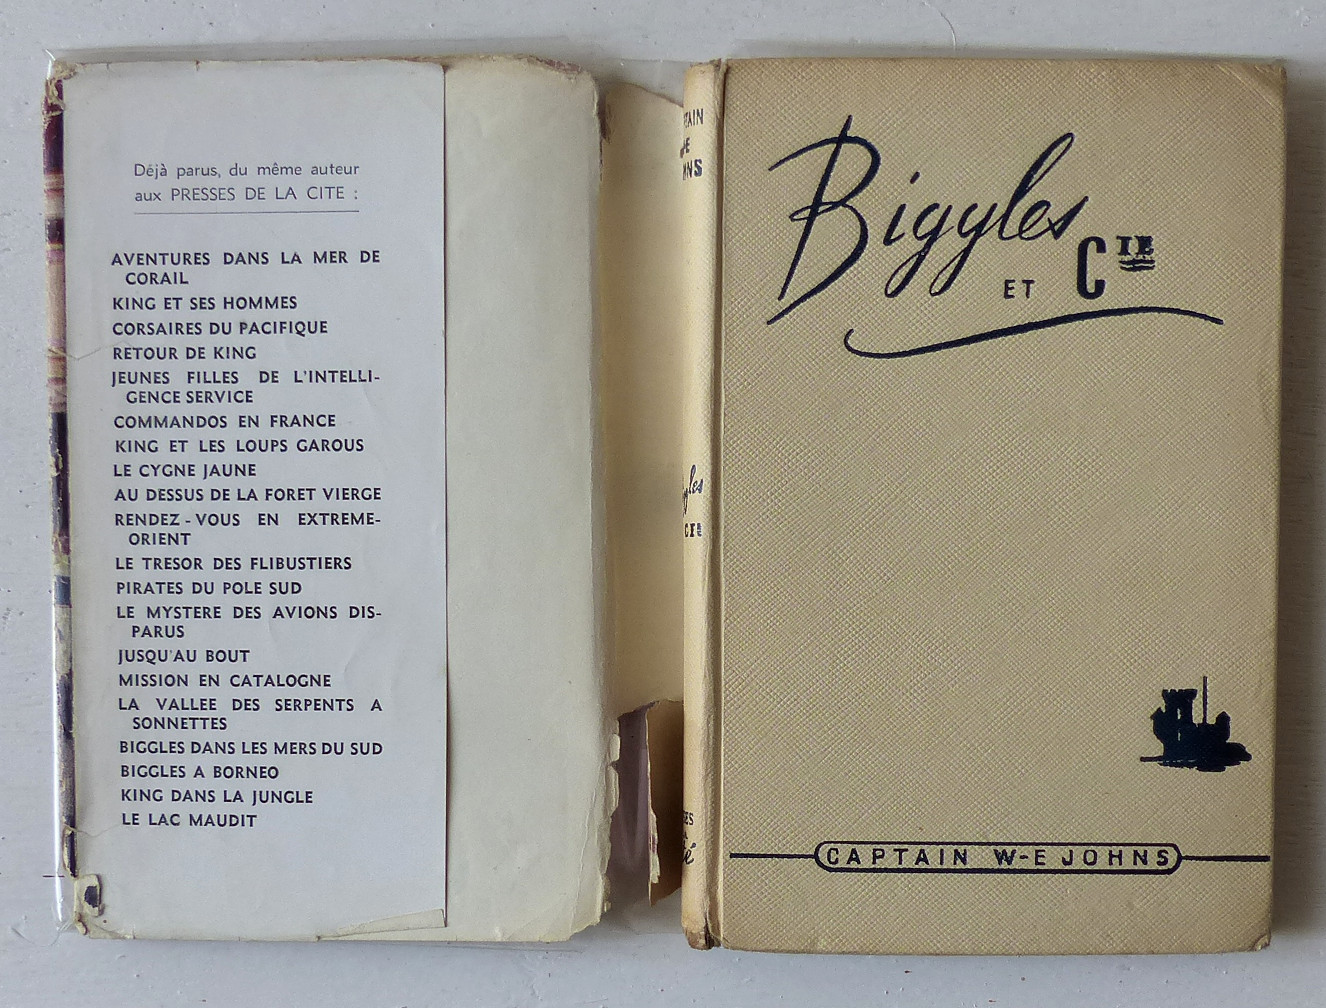 Déjà parus, du même auteur
aux PRESSES DE LA CITE :
AVENTURES DANS LA MER DE
CORAIL
KING ET SES HOMMES
CORSAIRES DU PACIFIQUE
RETOUR DE KING
JEUNES FILLES DE L'INTELLI-
GENCE SERVICE
COMMANDOS EN FRANCE
KING ET LES LOUPS GAROUS
LE CYGNE JAUNE
AU DESSUS DE LA FORET VIERGE
RENDEZ-VOUS EN EXTREME-
ORIENT
LE TRESOR DES FLIBUSTIERS
PIRATES DU POLE SUD
LE MYSTERE DES AVIONS DIS-
PARUS
JUSQU'AU BOUT
MISSION EN CATALOGNE
LA VALLEE DES SERPENTS A
SONNETTES
BIGGLES DANS LES MERS DU SUD
BIGGLES A BORNEO
KING DANS LA JUNGLE
LE LAC MAUDIT
Biggles
ET CIE
CAPTAIN W-E JOHNS